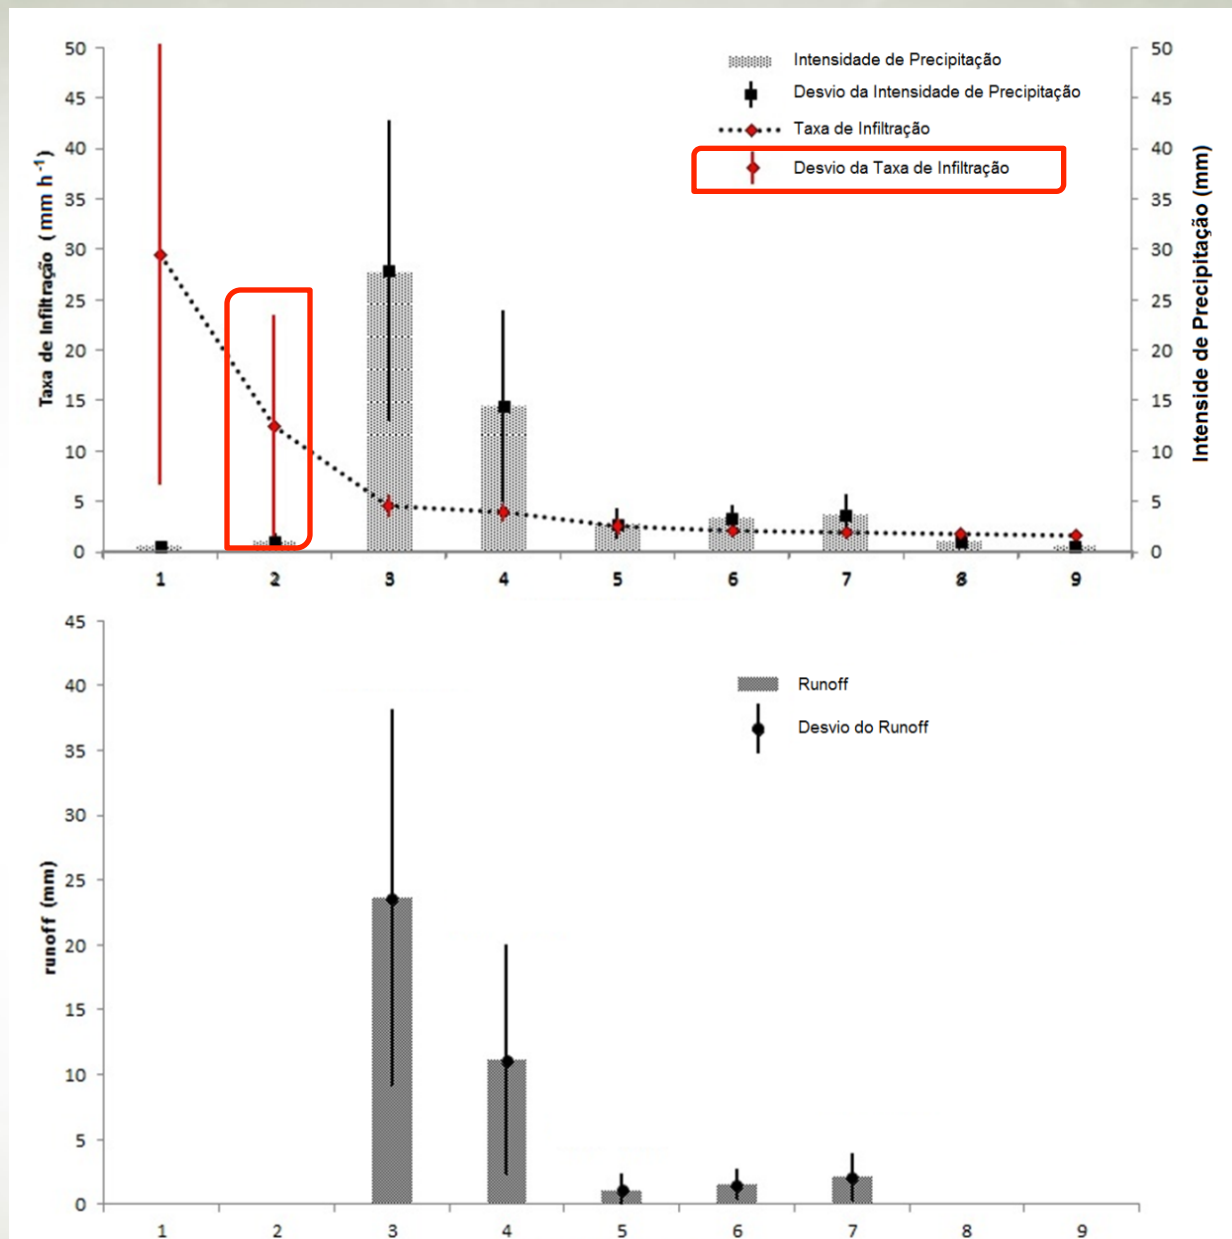 50
45
40
35
30
25
20
15
10
5
0
Taxa de Infiltração (mm h⁻¹)
Intensidade de Precipitação
Desvio da Intensidade de Precipitação
Taxa de Infiltração
Desvio da Taxa de Infiltração
50
45
40
35
30
25
20
15
10
5
0
Intenside de Precipitação (mm)
1 2 3 4 5 6 7 8 9
45
40
35
30
25
20
15
10
5
0
runoff (mm)
Runoff
Desvio do Runoff
1 2 3 4 5 6 7 8 9